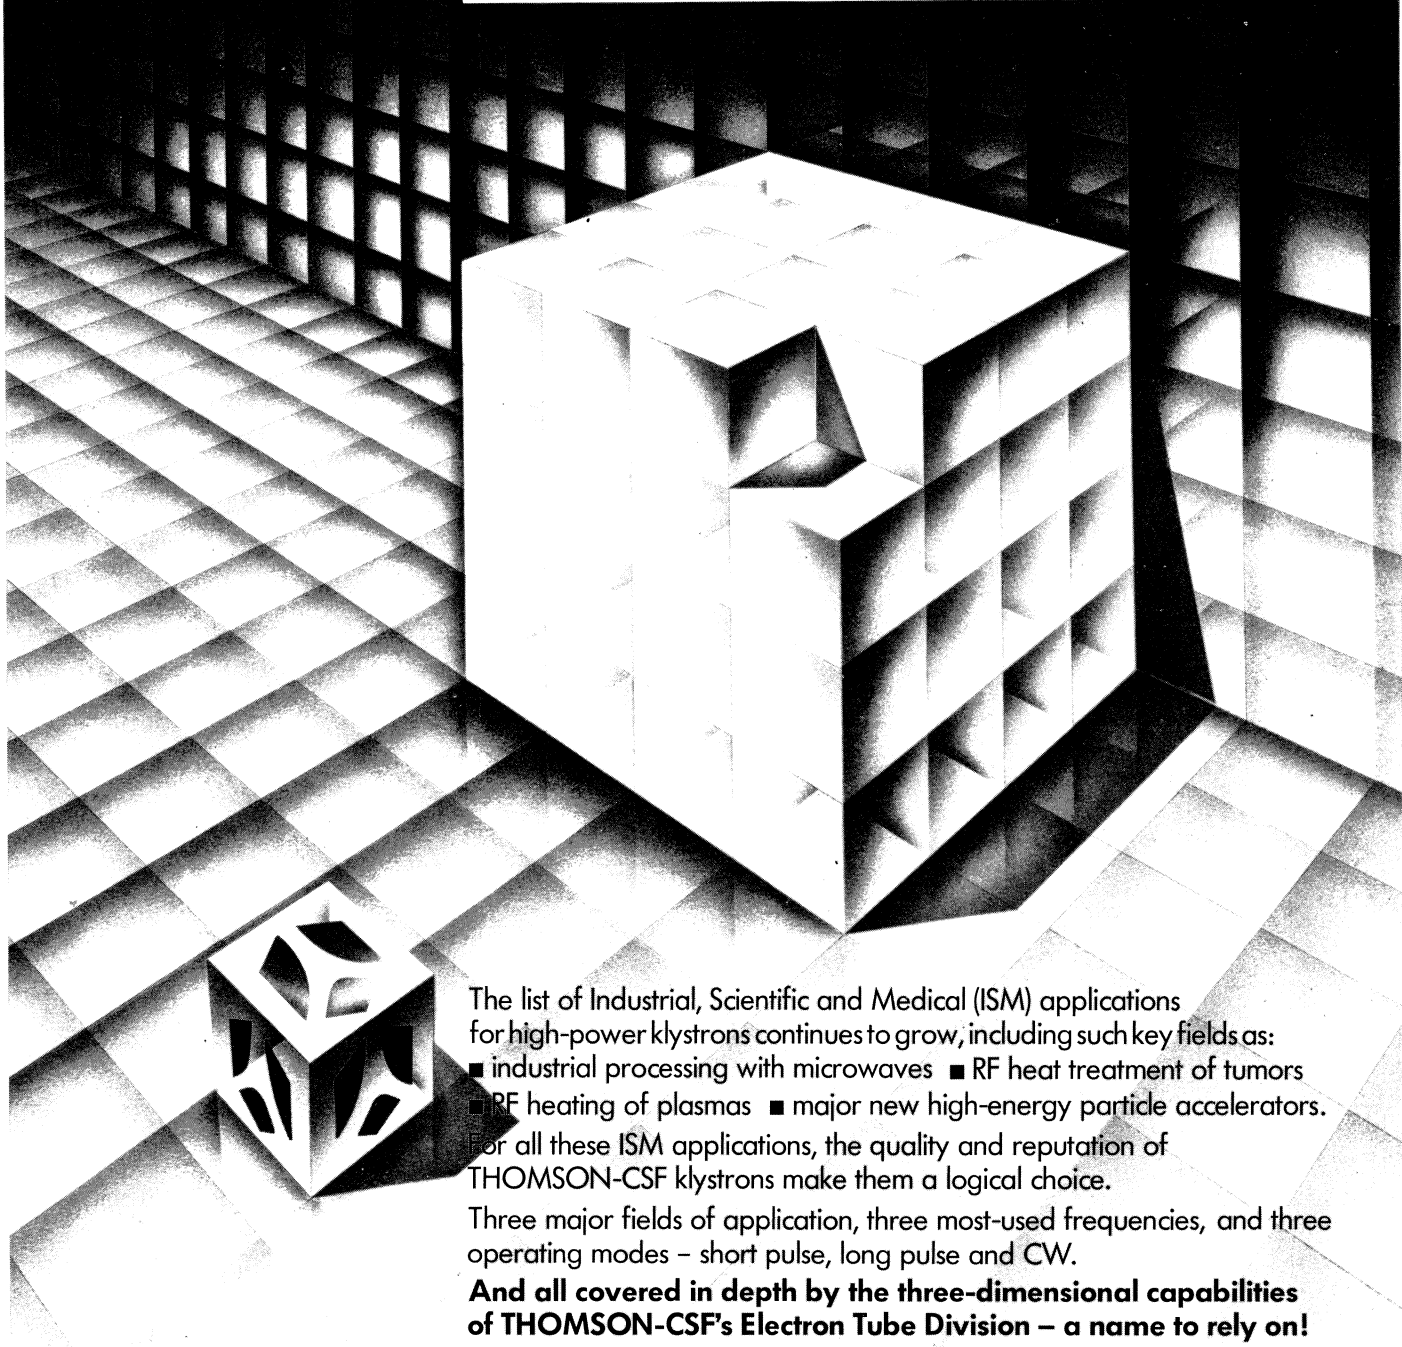 The list of Industrial, Scientific and Medical (ISM) applications
for high-power klystrons continues to grow, including such key fields as:
■ industrial processing with microwaves ■ RF heat treatment of tumors
■ RF heating of plasmas ■ major new high-energy particle accelerators.
For all these ISM applications, the quality and reputation of
THOMSON-CSF klystrons make them a logical choice.
Three major fields of application, three most-used frequencies, and three
operating modes – short pulse, long pulse and CW.
And all covered in depth by the three-dimensional capabilities
of THOMSON-CSF's Electron Tube Division – a name to rely on!